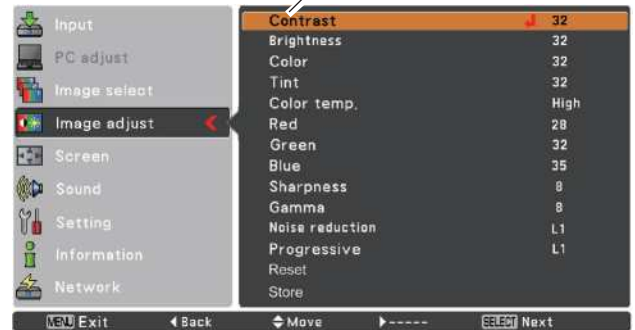 Input
PC adjust
Image select
Image adjust
Screen
Sound
Setting
Information
Network
Contrast 32
Brightness 32
Color 32
Tint 32
Color temp. High
Red 28
Green 32
Blue 35
Sharpness 8
Gamma 8
Noise reduction L1
Progressive L1
Reset
Store
MENU Exit ◀Back ⬍Move ▶----- SELECT Next